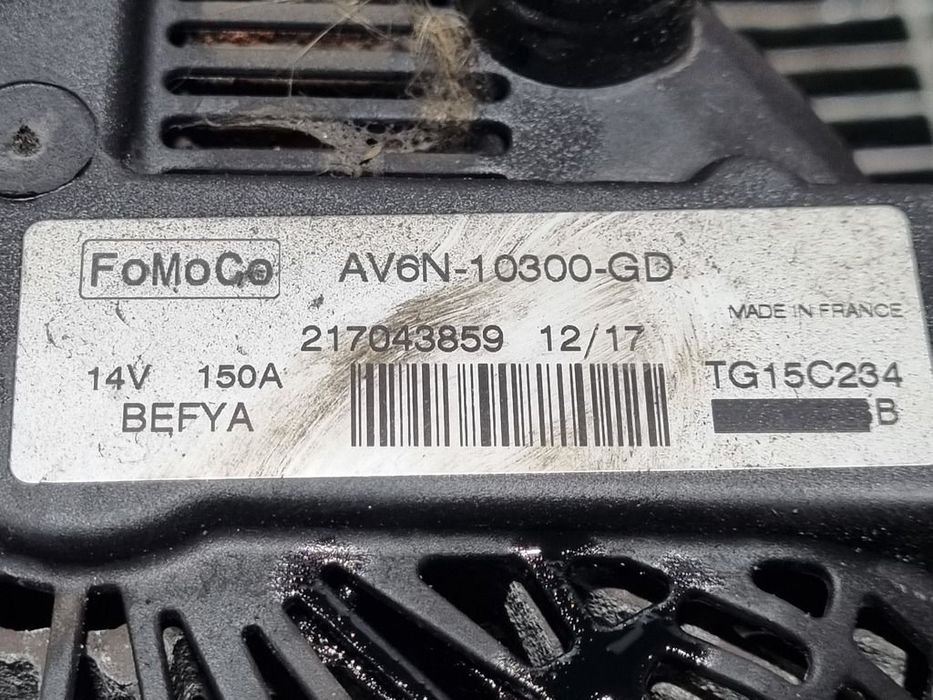 FoMoCo AV6N-10300-GD
MADE IN FRANCE
217043859 12/17
14V 150A TG15C234
BEFYA B